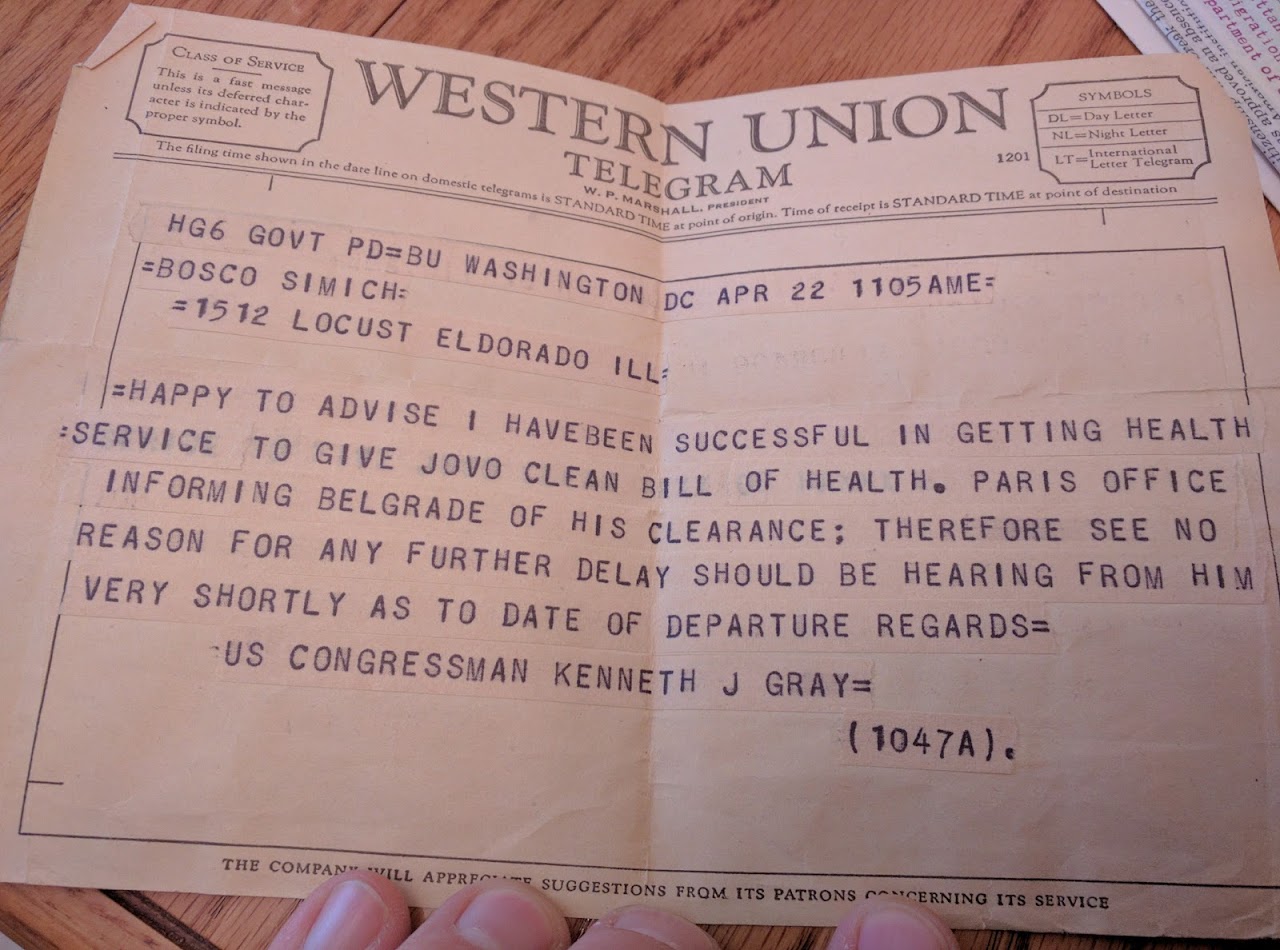 CLASS OF SERVICE
This is a fast message
unless its deferred char-
acter is indicated by the
proper symbol.
WESTERN UNION
TELEGRAM
W. P. MARSHALL, PRESIDENT
1201
SYMBOLS
DL=Day Letter
NL=Night Letter
LT=International Letter Telegram
The filing time shown in the date line on domestic telegrams is STANDARD TIME at point of origin. Time of receipt is STANDARD TIME at point of destination
HG6 GOVT PD=BU WASHINGTON DC APR 22 1105AME=
=BOSCO SIMICH=
=1512 LOCUST ELDORADO ILL=
=HAPPY TO ADVISE I HAVEBEEN SUCCESSFUL IN GETTING HEALTH
=SERVICE TO GIVE JOVO CLEAN BILL OF HEALTH. PARIS OFFICE
INFORMING BELGRADE OF HIS CLEARANCE; THEREFORE SEE NO
REASON FOR ANY FURTHER DELAY SHOULD BE HEARING FROM HIM
VERY SHORTLY AS TO DATE OF DEPARTURE REGARDS=
=US CONGRESSMAN KENNETH J GRAY=
(1047A).
THE COMPANY WILL APPRECIATE SUGGESTIONS FROM ITS PATRONS CONCERNING ITS SERVICE